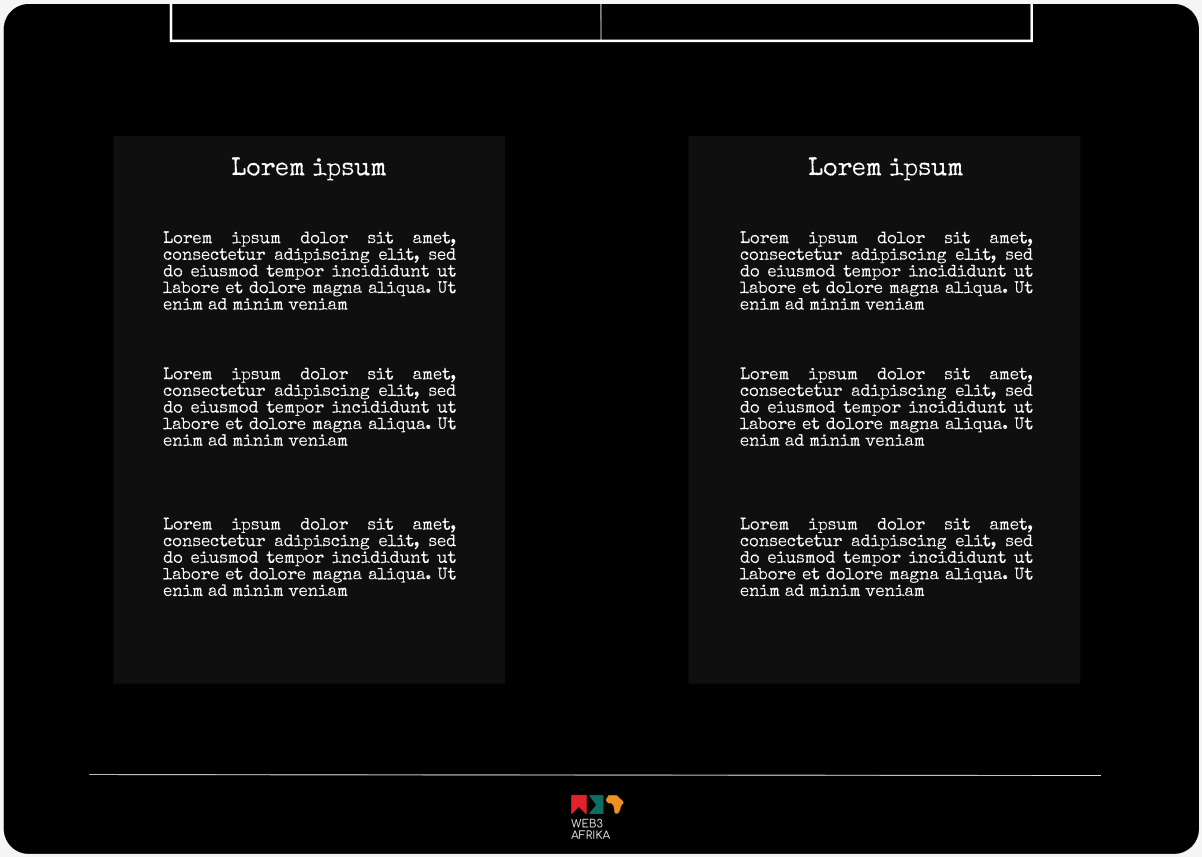 Lorem ipsum
Lorem ipsum dolor sit amet,
consectetur adipiscing elit, sed
do eiusmod tempor incididunt ut
labore et dolore magna aliqua. Ut
enim ad minim veniam
Lorem ipsum dolor sit amet,
consectetur adipiscing elit, sed
do eiusmod tempor incididunt ut
labore et dolore magna aliqua. Ut
enim ad minim veniam
Lorem ipsum dolor sit amet,
consectetur adipiscing elit, sed
do eiusmod tempor incididunt ut
labore et dolore magna aliqua. Ut
enim ad minim veniam
Lorem ipsum
Lorem ipsum dolor sit amet,
consectetur adipiscing elit, sed
do eiusmod tempor incididunt ut
labore et dolore magna aliqua. Ut
enim ad minim veniam
Lorem ipsum dolor sit amet,
consectetur adipiscing elit, sed
do eiusmod tempor incididunt ut
labore et dolore magna aliqua. Ut
enim ad minim veniam
Lorem ipsum dolor sit amet,
consectetur adipiscing elit, sed
do eiusmod tempor incididunt ut
labore et dolore magna aliqua. Ut
enim ad minim veniam
WEB3
AFRIKA